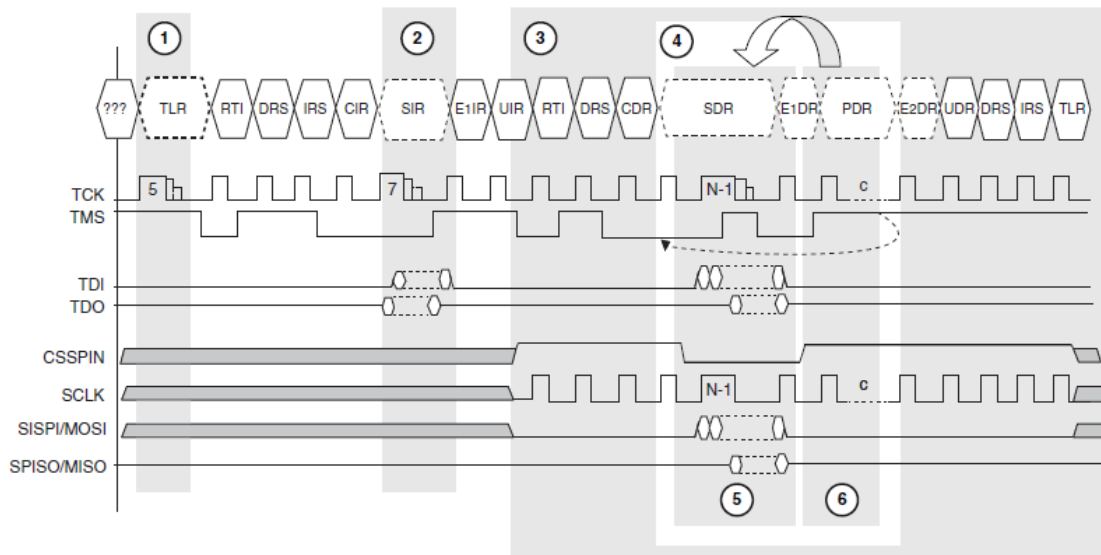 1 2 3 4
??? TLR RTI DRS IRS CIR SIR E1IR UIR RTI DRS CDR SDR E1DR PDR E2DR UDR DRS IRS TLR
TCK 5 7 N-1 C
TMS
TDI
TDO
CSSPIN
SCLK N-1 C
SISPI/MOSI
SPISO/MISO
5 6